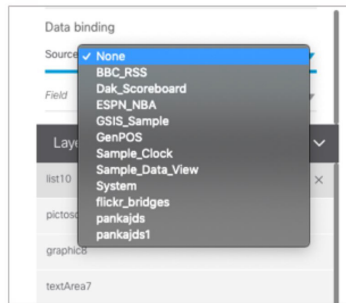 Data binding
Source
✓ None
BBC_RSS
Dak_Scoreboard
ESPN_NBA
GSIS_Sample
GenPOS
Sample_Clock
Sample_Data_View
System
flickr_bridges
pankajds
pankajds1
Field
Laye
list10
pictos
graphic8
textArea7